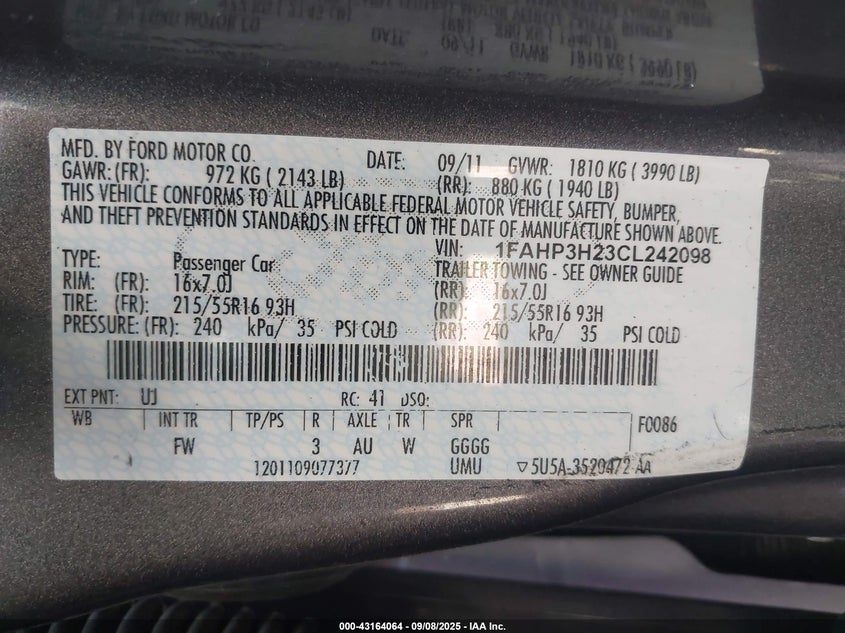 MFD. BY FORD MOTOR CO. DATE: 09/11 GVWR: 1810 KG ( 3990 LB)
GAWR: (FR): 972 KG ( 2143 LB) (RR): 880 KG ( 1940 LB)
THIS VEHICLE CONFORMS TO ALL APPLICABLE FEDERAL MOTOR VEHICLE SAFETY, BUMPER,
AND THEFT PREVENTION STANDARDS IN EFFECT ON THE DATE OF MANUFACTURE SHOWN ABOVE.
VIN: 1FAHP3H23CL242098
TYPE: Passenger Car TRAILER TOWING - SEE OWNER GUIDE
RIM: (FR): 16x7.0J (RR): 16x7.0J
TIRE: (FR): 215/55R16 93H (RR): 215/55R16 93H
PRESSURE: (FR): 240 kPa/ 35 PSI COLD (RR): 240 kPa/ 35 PSI COLD
EXT PNT: UJ RC: 41 DSO:
WB INT TR TP/PS R AXLE TR SPR F0086
FW 3 AU W GGGG
1201109077377 UMU ▽5U5A-3520472-AA
000-43164064 - 09/08/2025 - IAA Inc.